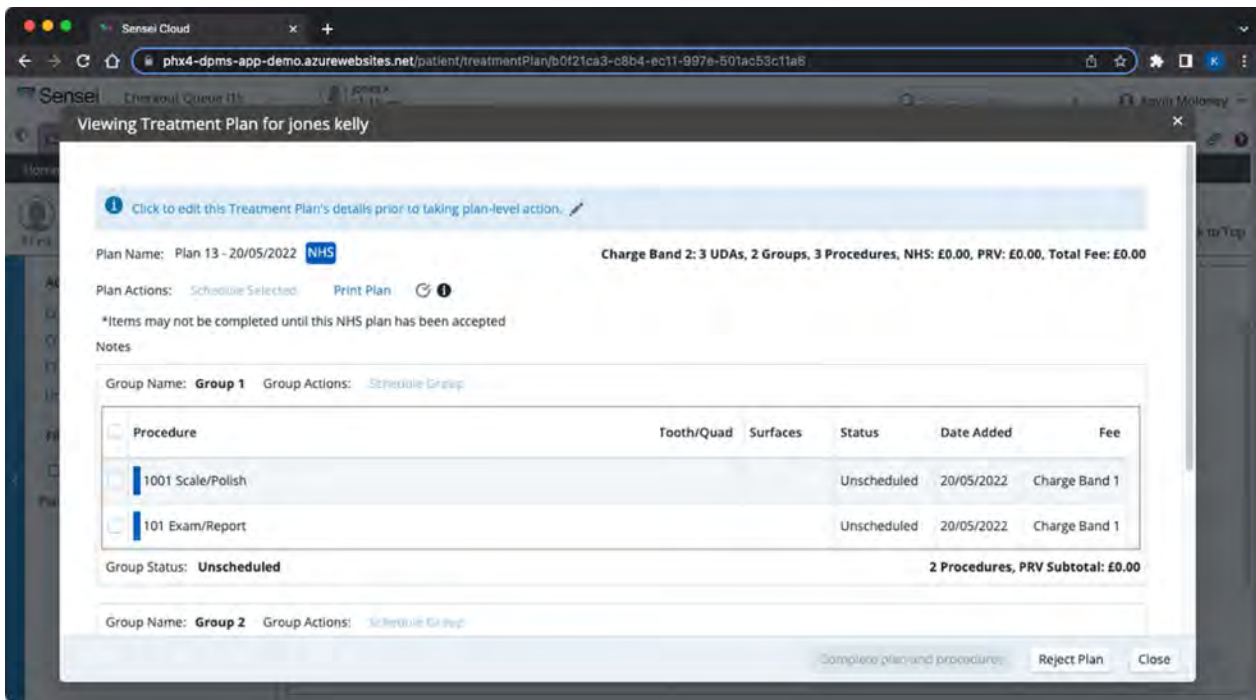 Sensei Cloud
phx4-dpms-app-demo.azurewebsites.net/patient/treatmentPlan/b0f21ca3-c8b4-ec11-997e-501ac53c11a8
K
Sensei Checkout Queue Kevin Moloney
Viewing Treatment Plan for jones kelly
Home
Click to edit this Treatment Plan's details prior to taking plan-level action.
Plan Name: Plan 13 - 20/05/2022 NHS Charge Band 2: 3 UDAs, 2 Groups, 3 Procedures, NHS: £0.00, PRV: £0.00, Total Fee: £0.00
Plan Actions: Schedule Selected Print Plan
*Items may not be completed until this NHS plan has been accepted
Notes
Group Name: Group 1 Group Actions: Schedule Group
Procedure Tooth/Quad Surfaces Status Date Added Fee
1001 Scale/Polish Unscheduled 20/05/2022 Charge Band 1
101 Exam/Report Unscheduled 20/05/2022 Charge Band 1
Group Status: Unscheduled 2 Procedures, PRV Subtotal: £0.00
Group Name: Group 2 Group Actions: Schedule Group
Complete plan and procedures Reject Plan Close